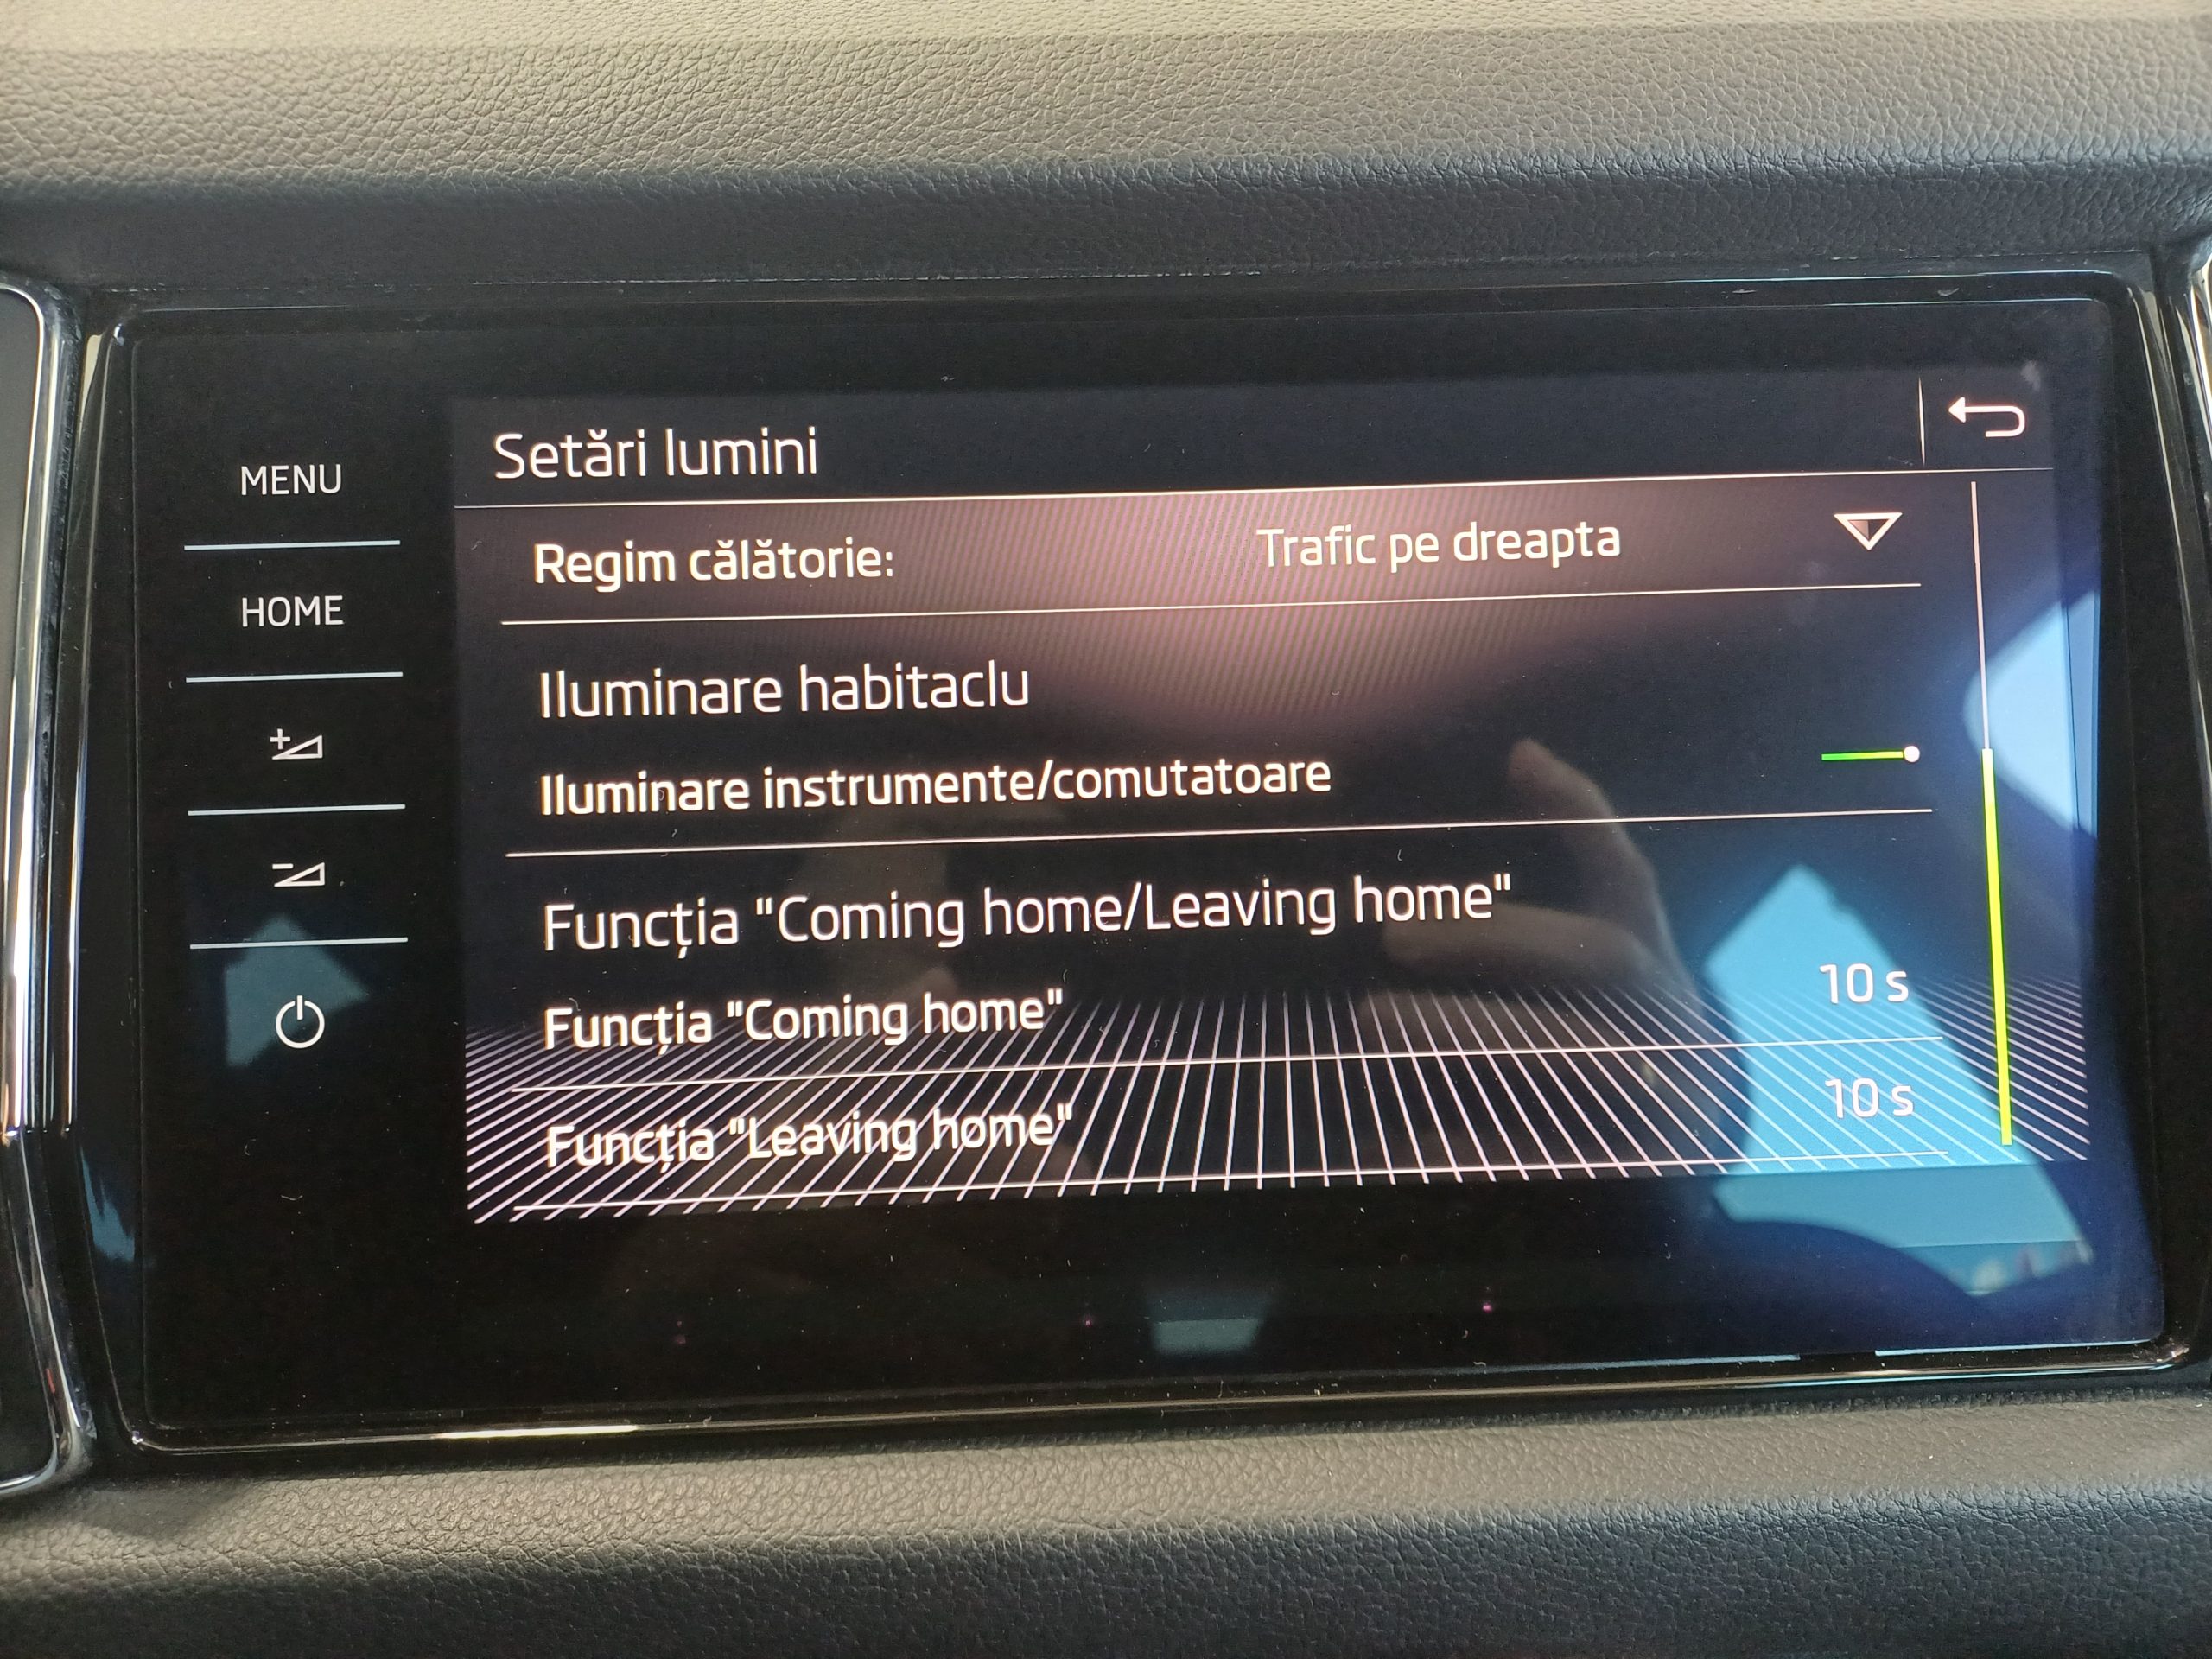 MENU
HOME
Setări lumini
Regim călătorie: Trafic pe dreapta
Iluminare habitaclu
Iluminare instrumente/comutatoare
Funcția "Coming home/Leaving home"
Funcția "Coming home" 10 s
Funcția "Leaving home" 10 s